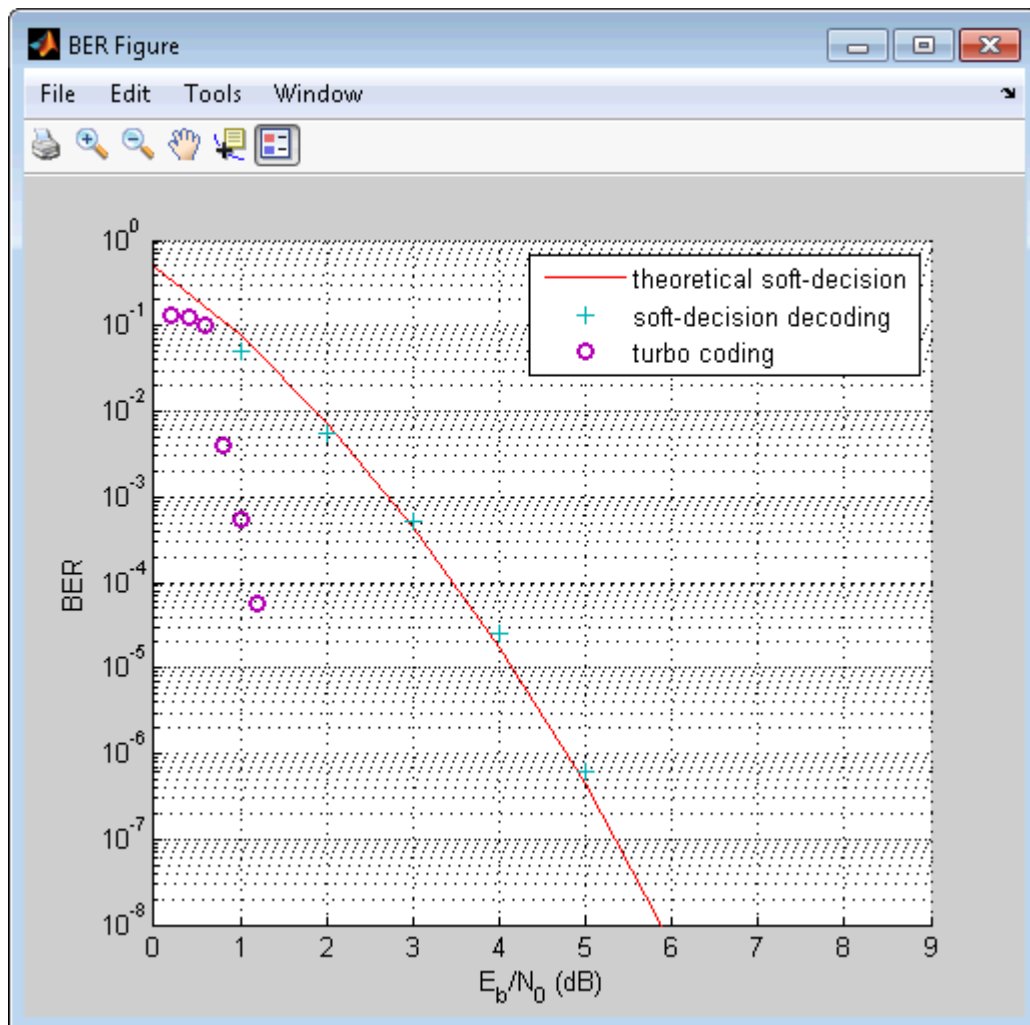 BER Figure
File Edit Tools Window
theoretical soft-decision
soft-decision decoding
turbo coding
10^0
10^-1
10^-2
10^-3
10^-4
10^-5
10^-6
10^-7
10^-8
BER
0 1 2 3 4 5 6 7 8 9
E_b/N_0 (dB)